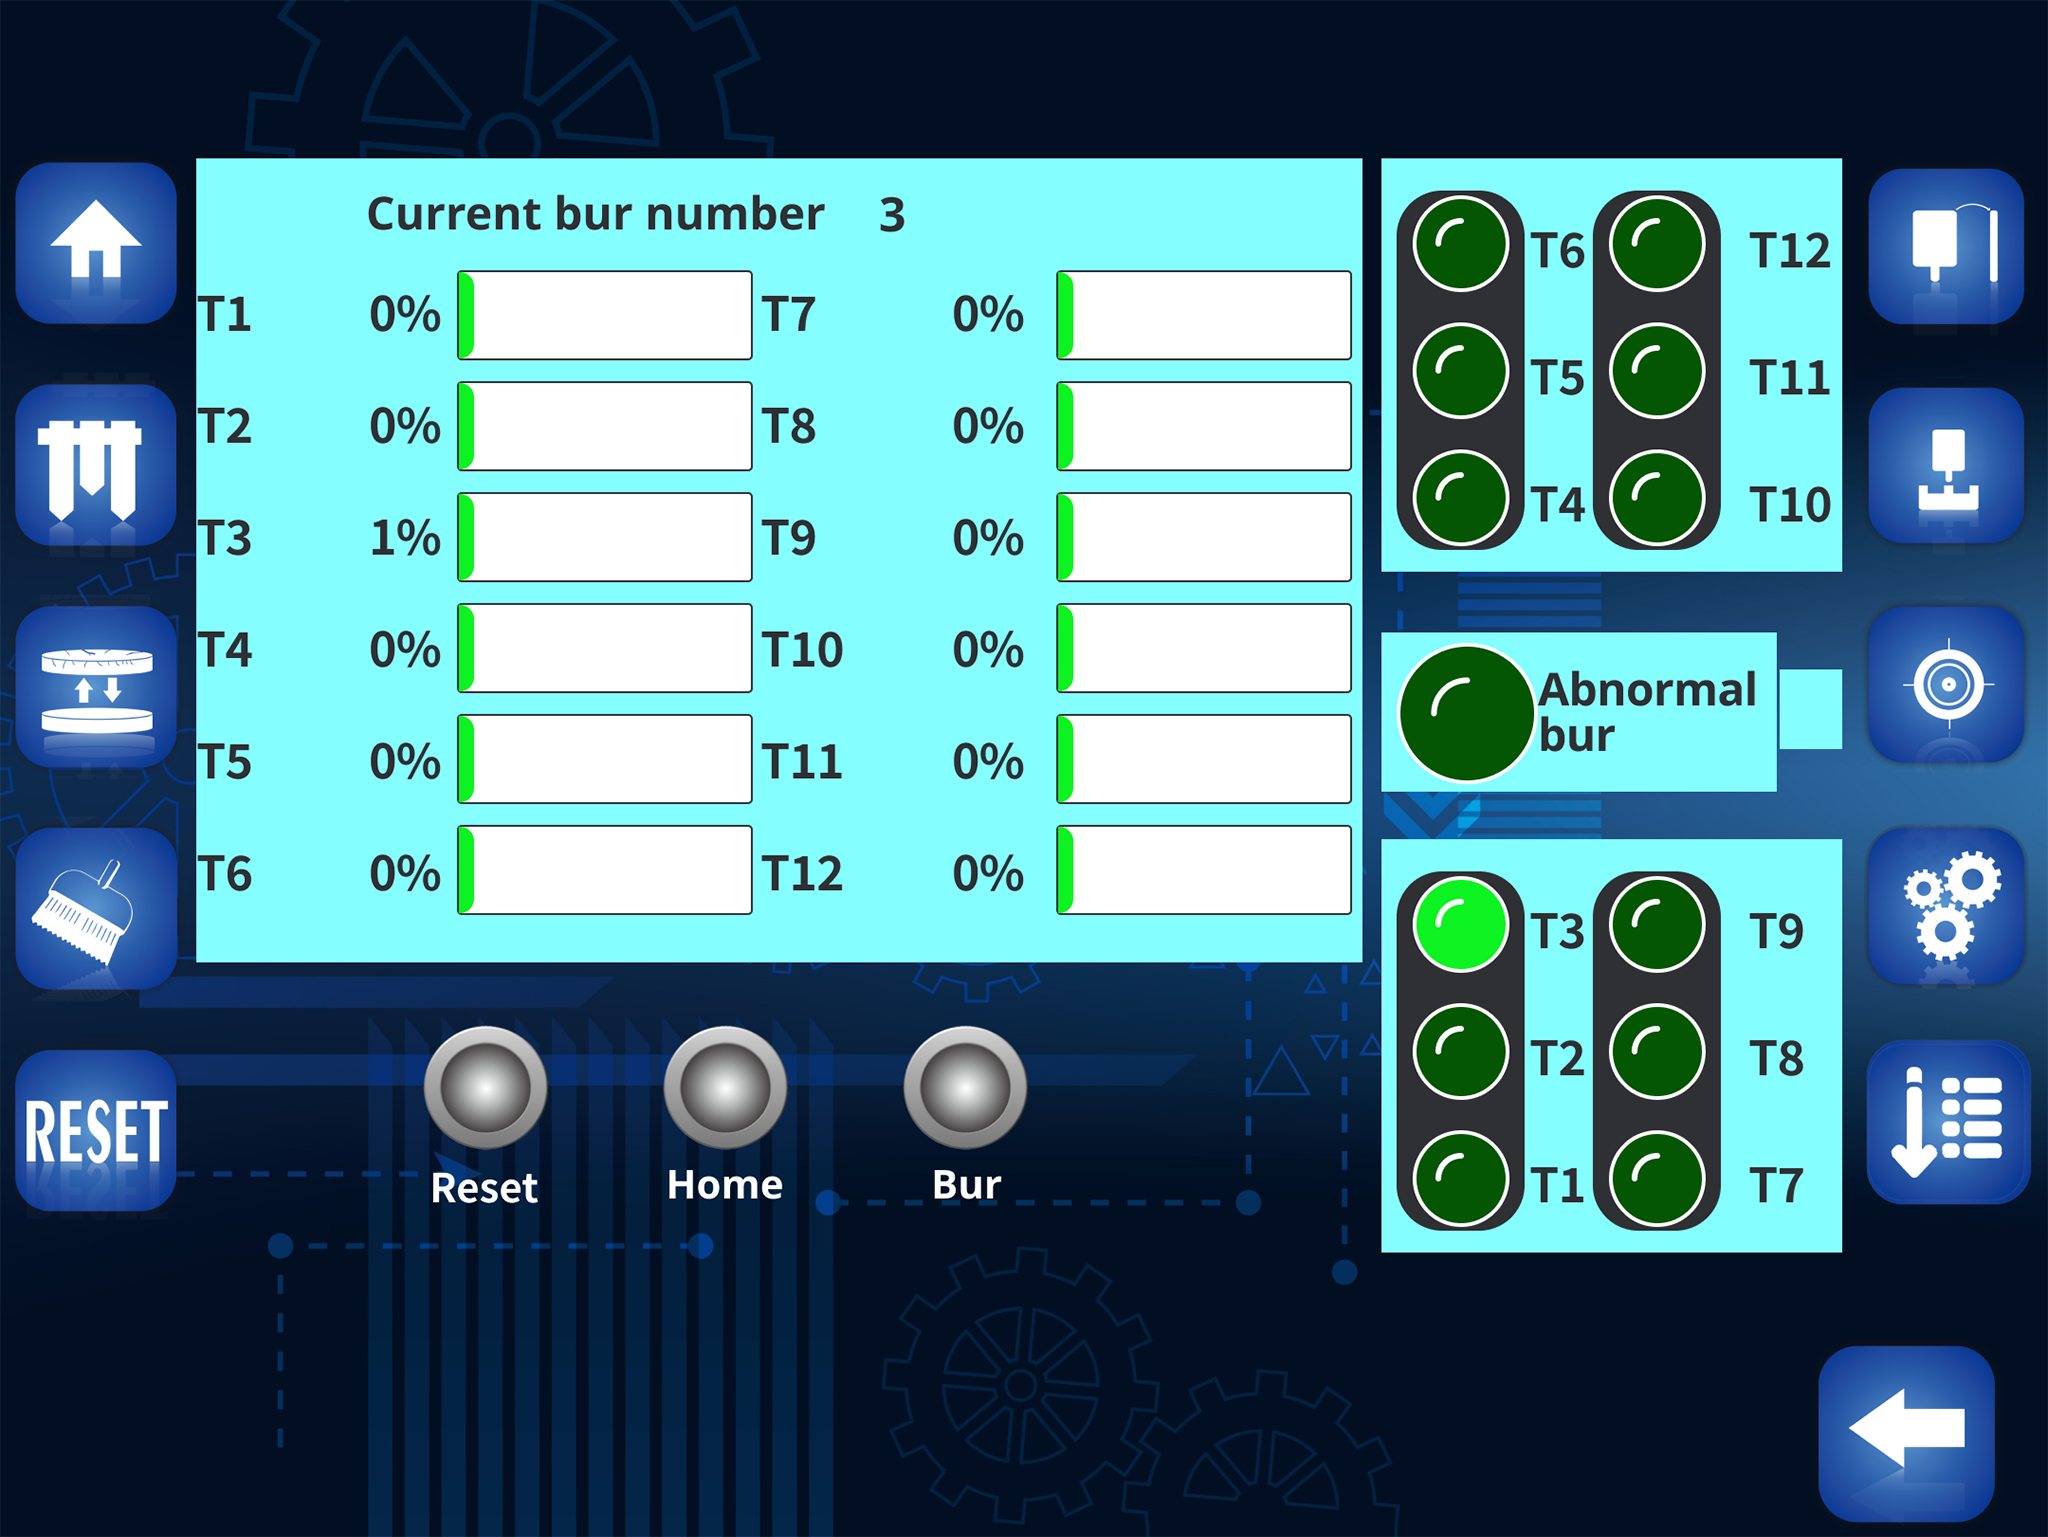 Current bur number 3
T1 0% T7 0%
T2 0% T8 0%
T3 1% T9 0%
T4 0% T10 0%
T5 0% T11 0%
T6 0% T12 0%
T6 T12
T5 T11
T4 T10
Abnormal
bur
T3 T9
T2 T8
T1 T7
RESET
Reset Home Bur